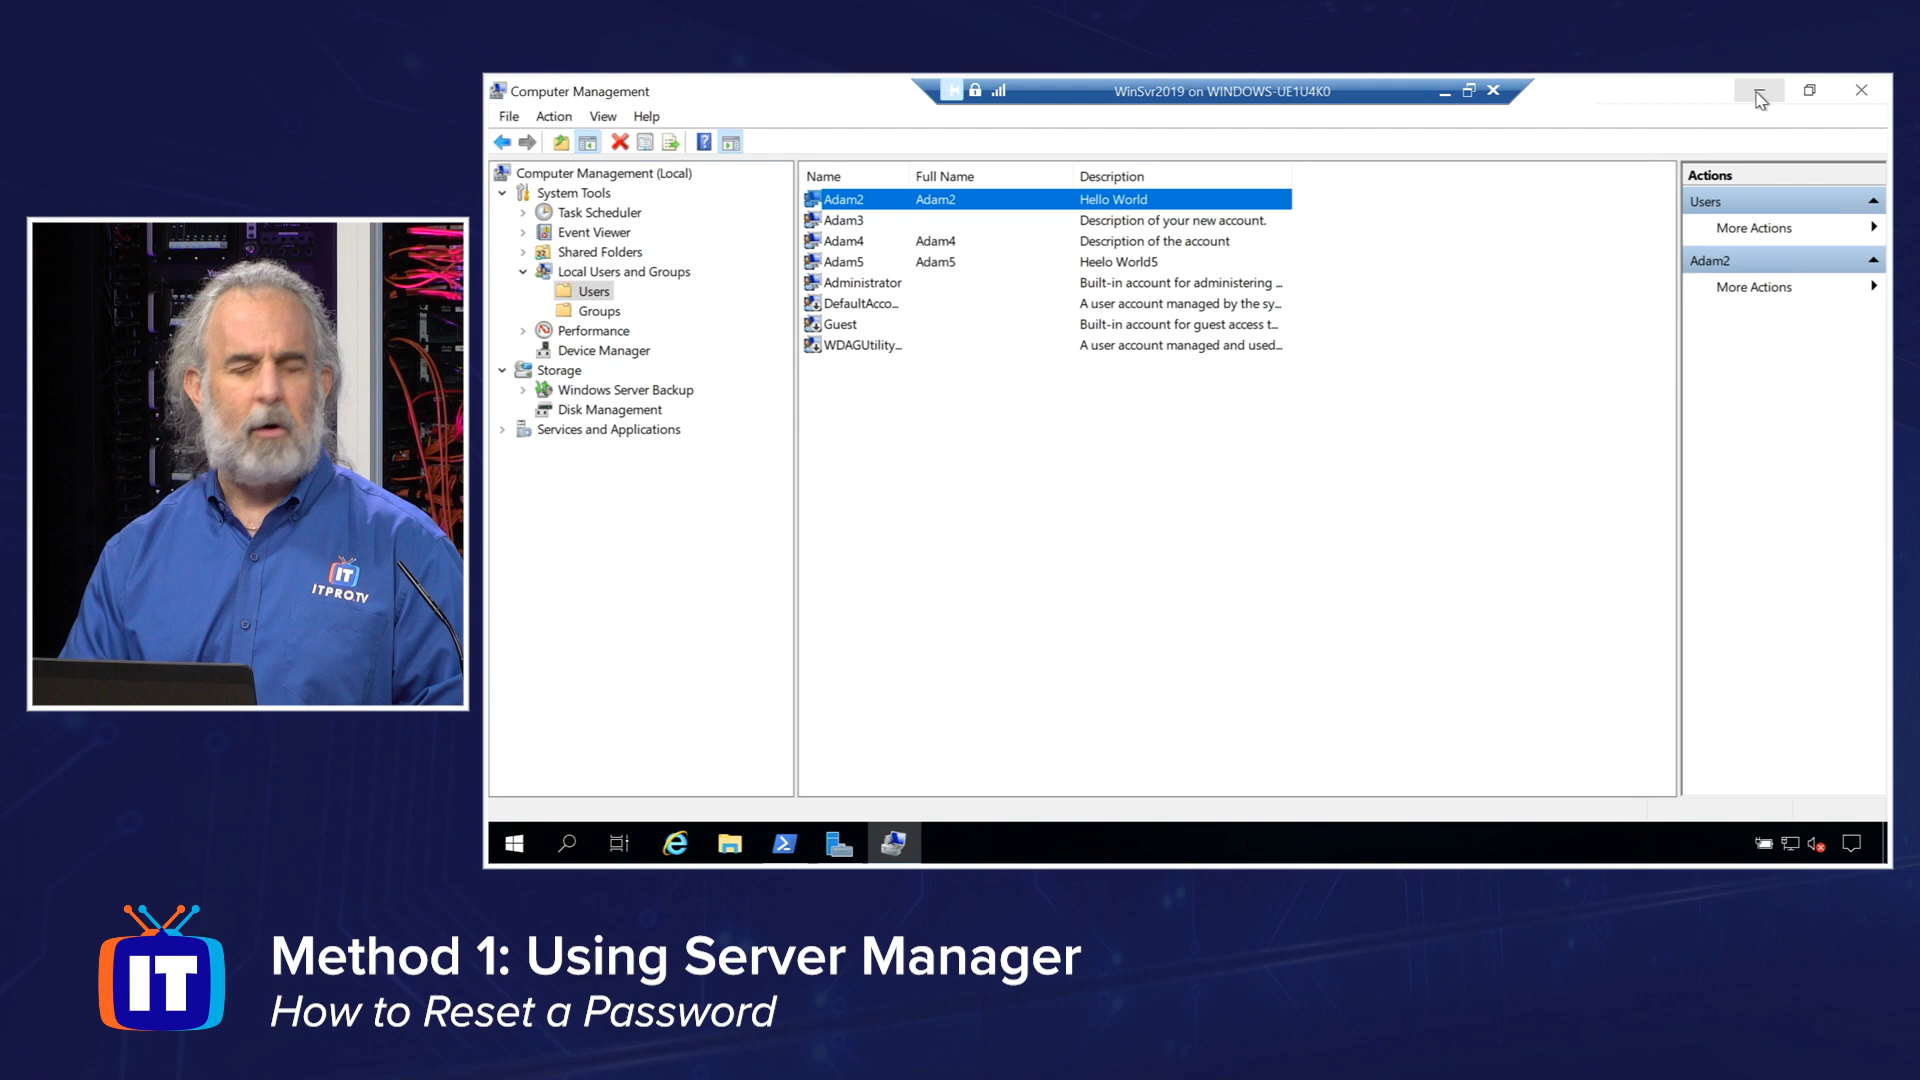 Computer Management
WinSvr2019 on WINDOWS-UE1U4K0
File Action View Help
Computer Management (Local)
System Tools
Task Scheduler
Event Viewer
Shared Folders
Local Users and Groups
Users
Groups
Performance
Device Manager
Storage
Windows Server Backup
Disk Management
Services and Applications
Name Full Name Description
Adam2 Adam2 Hello World
Adam3 Description of your new account.
Adam4 Adam4 Description of the account
Adam5 Adam5 Heelo World5
Administrator Built-in account for administering ...
DefaultAcco... A user account managed by the sy...
Guest Built-in account for guest access t...
WDAGUtility... A user account managed and used...
Actions
Users
More Actions
Adam2
More Actions
IT
ITPRO.TV
IT
Method 1: Using Server Manager
How to Reset a Password